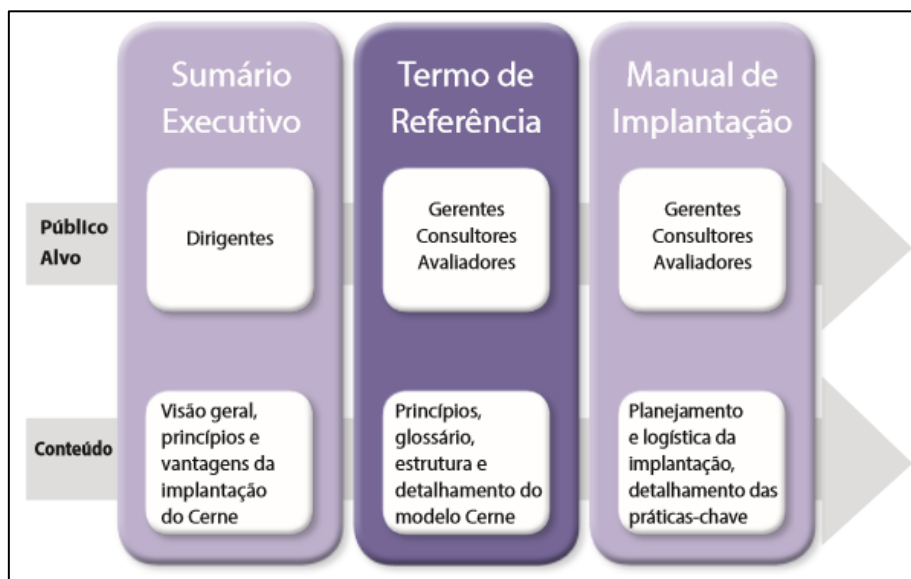 Sumário
Executivo
Termo de
Referência
Manual de
Implantação
Público
Alvo
Dirigentes
Gerentes
Consultores
Avaliadores
Gerentes
Consultores
Avaliadores
Conteúdo
Visão geral,
princípios e
vantagens da
implantação
do Cerne
Princípios,
glossário,
estrutura e
detalhamento do
modelo Cerne
Planejamento
e logística da
implantação,
detalhamento das
práticas-chave